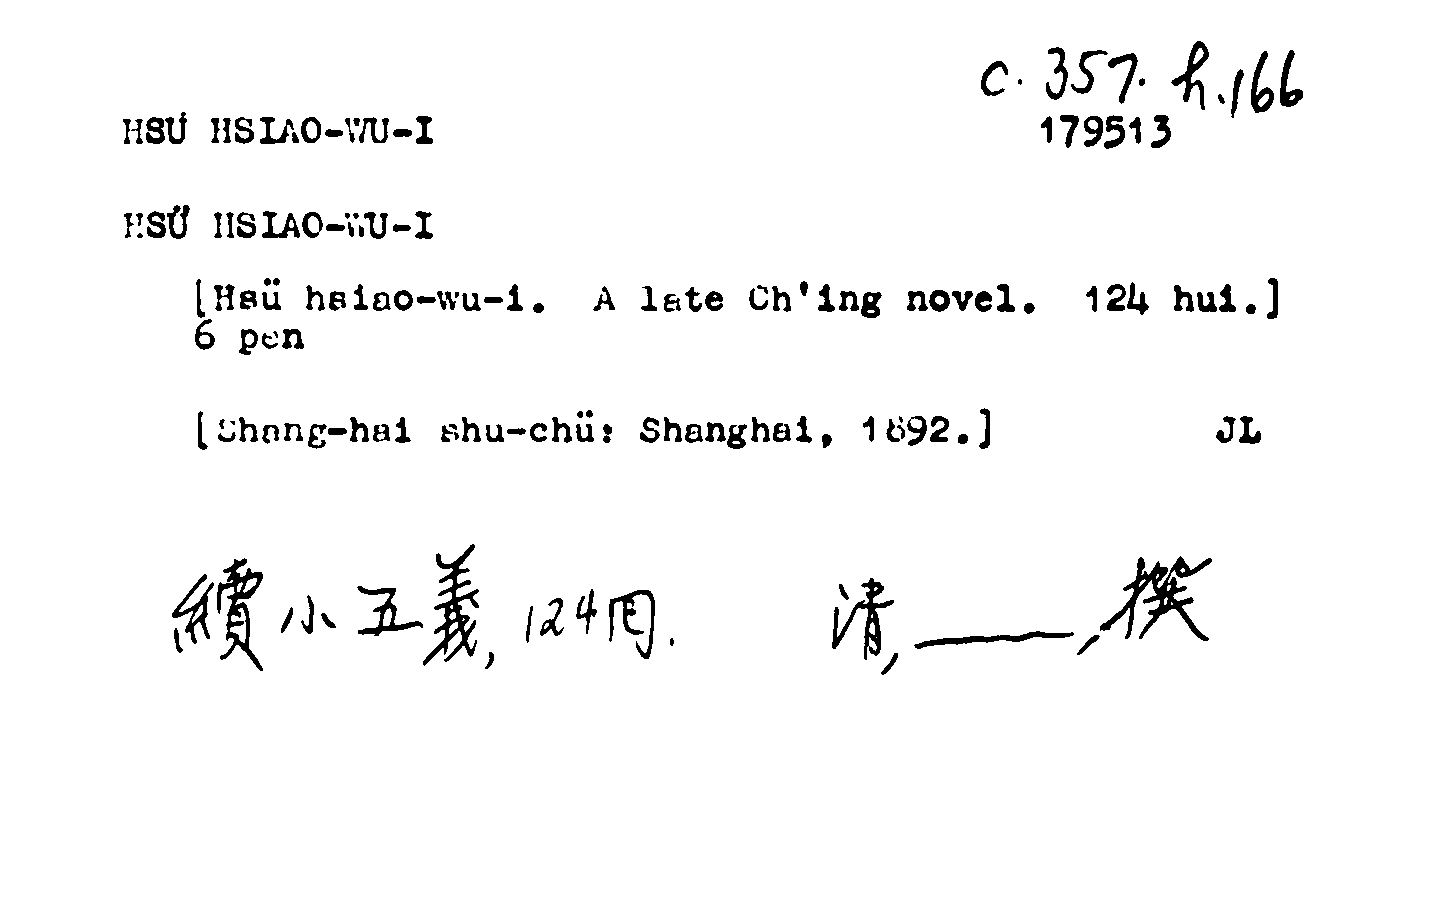 c. 357. h. 166
HSÜ HSIAO-WU-I 179513
HSÜ HSIAO-WU-I
[Hsü hsiao-wu-i. A late Ch'ing novel. 124 hui.]
6 pen
[Shang-hai shu-chü: Shanghai, 1892.] JL
續小五義, 124回. 清, ———, 撰